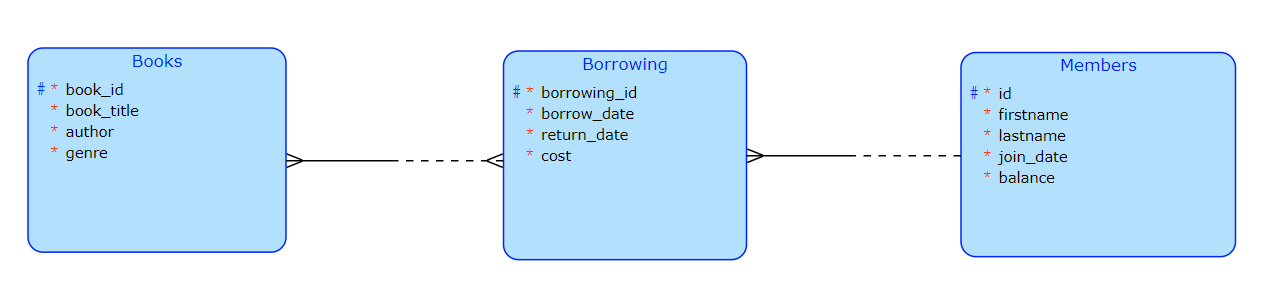 Books
# * book_id
* book_title
* author
* genre
Borrowing
# * borrowing_id
* borrow_date
* return_date
* cost
Members
# * id
* firstname
* lastname
* join_date
* balance